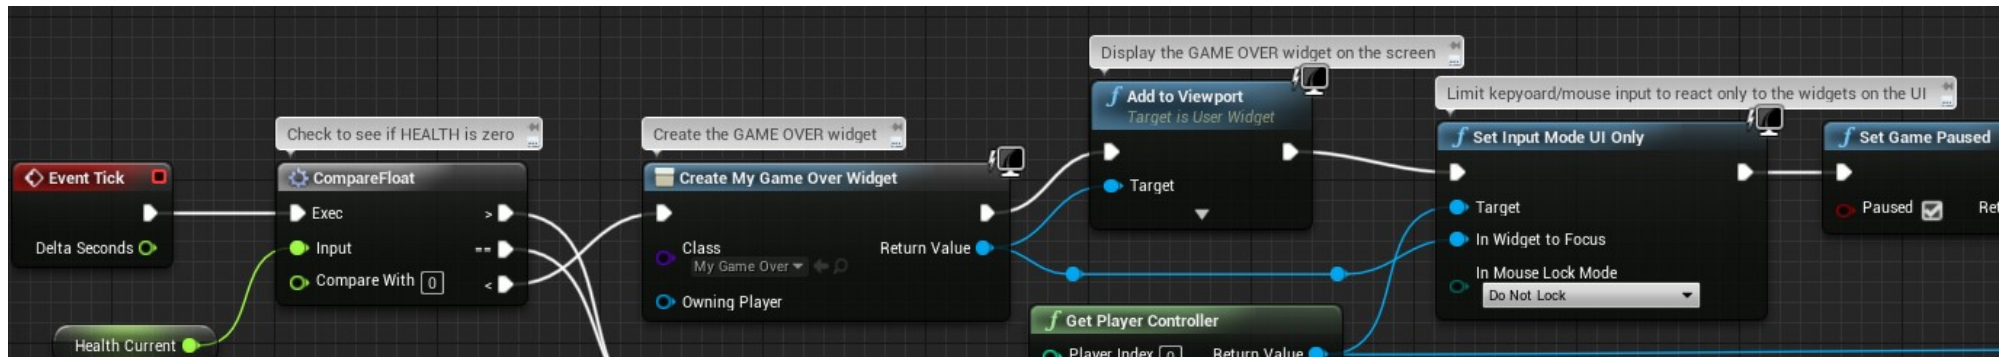 Display the GAME OVER widget on the screen
Add to Viewport
Target is User Widget
Target
Limit kepyoard/mouse input to react only to the widgets on the UI
Set Input Mode UI Only
Target
In Widget to Focus
In Mouse Lock Mode
Do Not Lock
Set Game Paused
Paused
Ret
Check to see if HEALTH is zero
Create the GAME OVER widget
Event Tick
Delta Seconds
CompareFloat
Exec >
Input ==
Compare With 0 <
Create My Game Over Widget
Class Return Value
My Game Over
Owning Player
Health Current
Get Player Controller
Player Index 0 Return Value